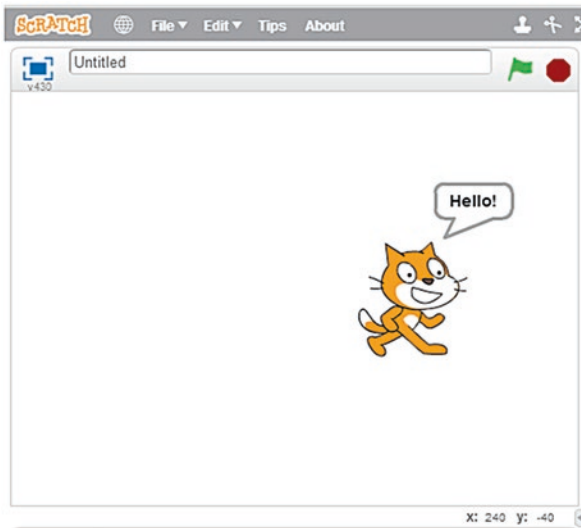 SCRATCH File Edit Tips About
Untitled
v430
Hello!
x: 240 y: -40